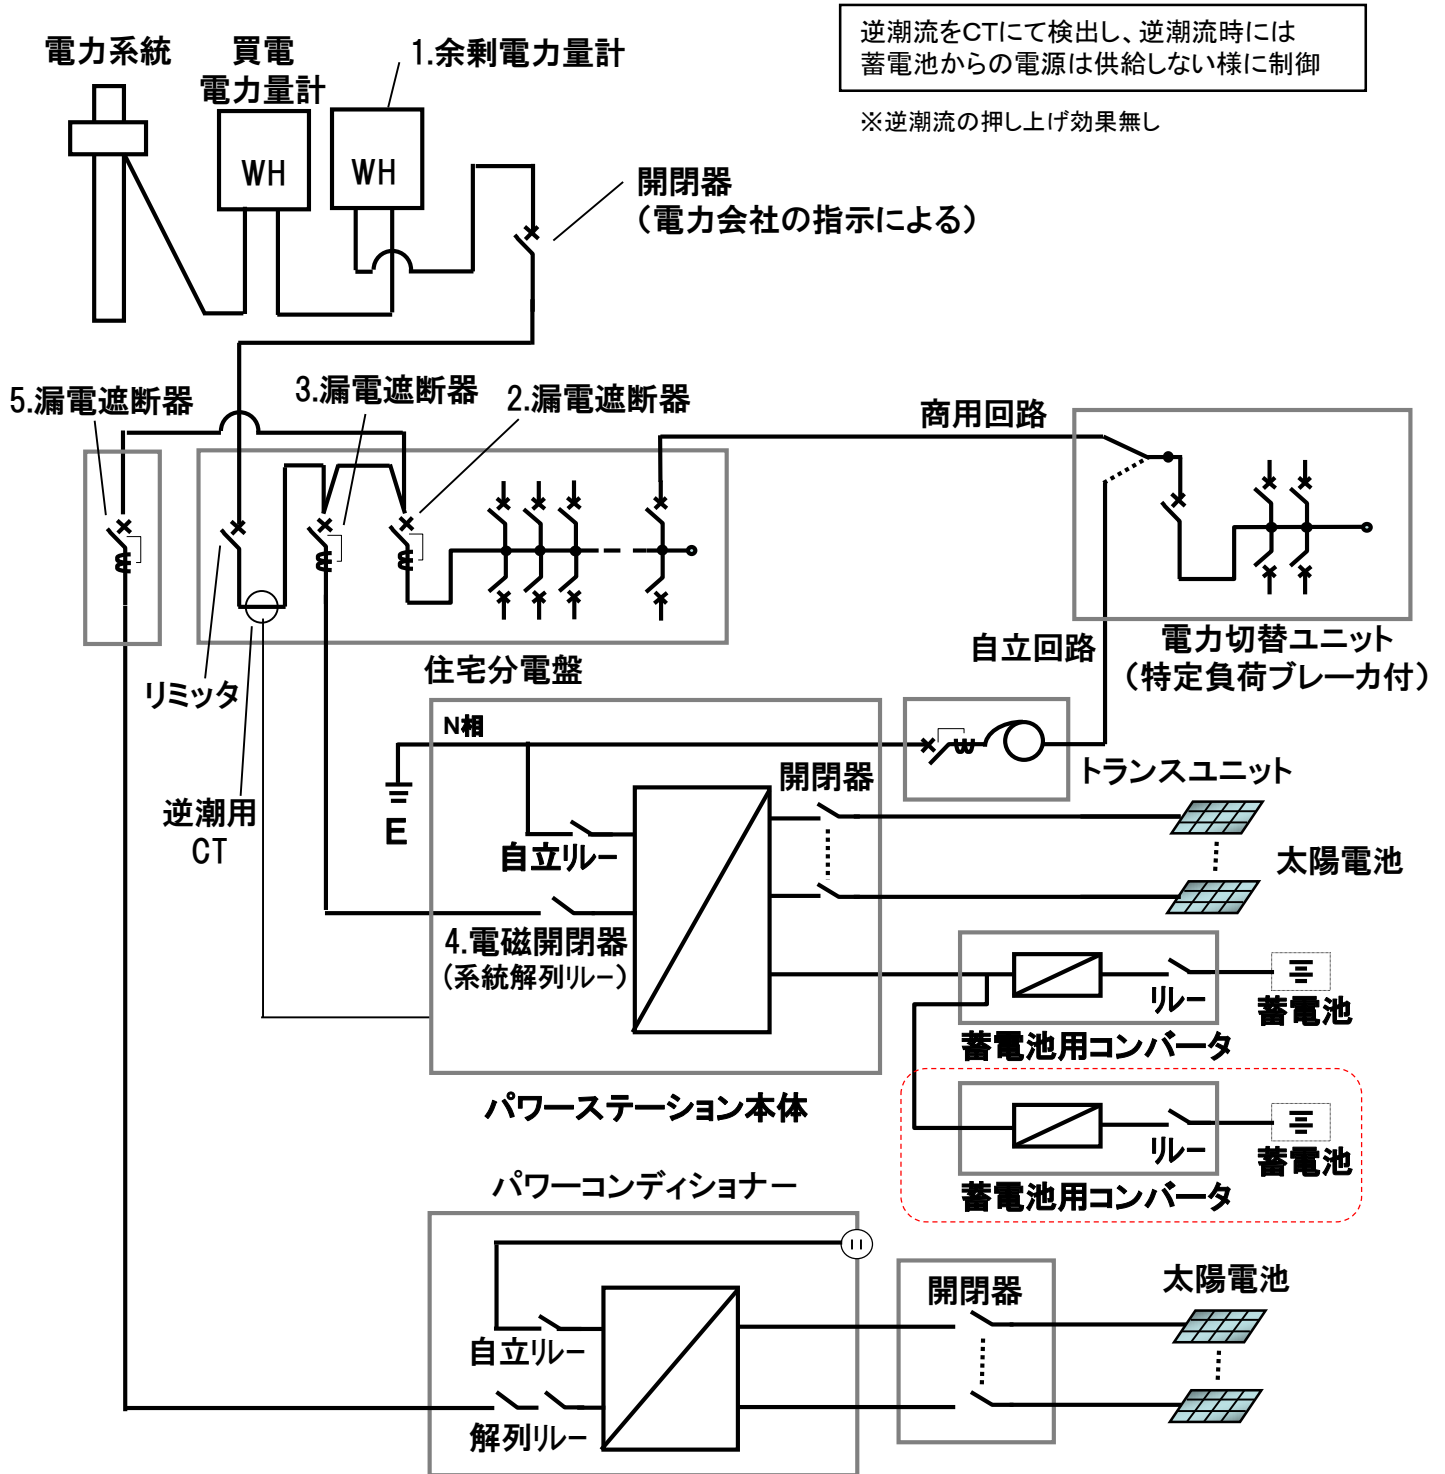 逆潮流をCTにて検出し、逆潮流時には
蓄電池からの電源は供給しない様に制御
※逆潮流の押し上げ効果無し
電力系統
買電
電力量計
1.余剰電力量計
WH
WH
開閉器
（電力会社の指示による）
5.漏電遮断器
3.漏電遮断器
2.漏電遮断器
商用回路
リミッタ
住宅分電盤
自立回路
電力切替ユニット
（特定負荷ブレーカ付）
N相
E
逆潮用
CT
自立リレー
開閉器
トランスユニット
太陽電池
4.電磁開閉器
（系統解列リレー）
リレー
蓄電池
蓄電池用コンバータ
パワーステーション本体
リレー
蓄電池
蓄電池用コンバータ
パワーコンディショナー
開閉器
太陽電池
自立リレー
解列リレー